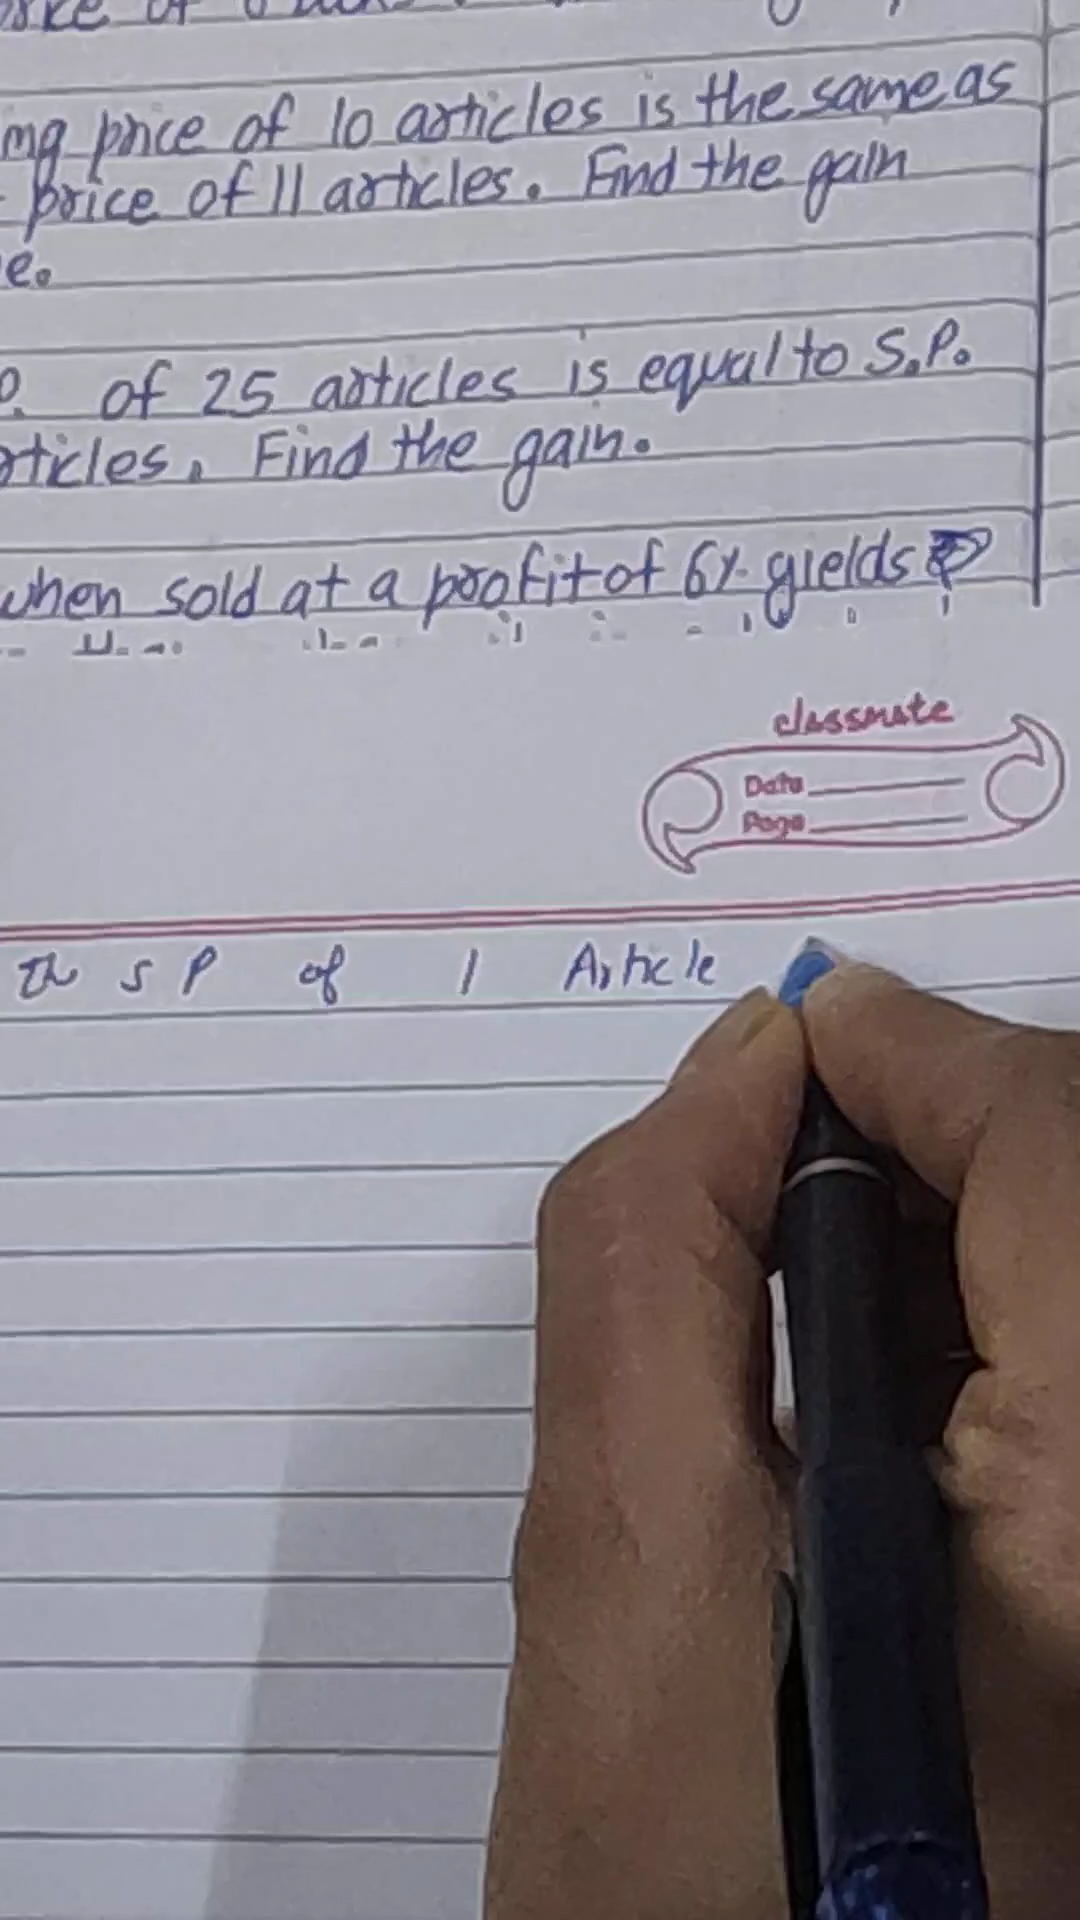 price of 10 articles is the same as
price of 11 articles. Find the gain
of 25 articles is equal to S.P.
Find the gain.
when sold at a profit of 6% yields
classmate
Date
Page
The S P of 1 Article